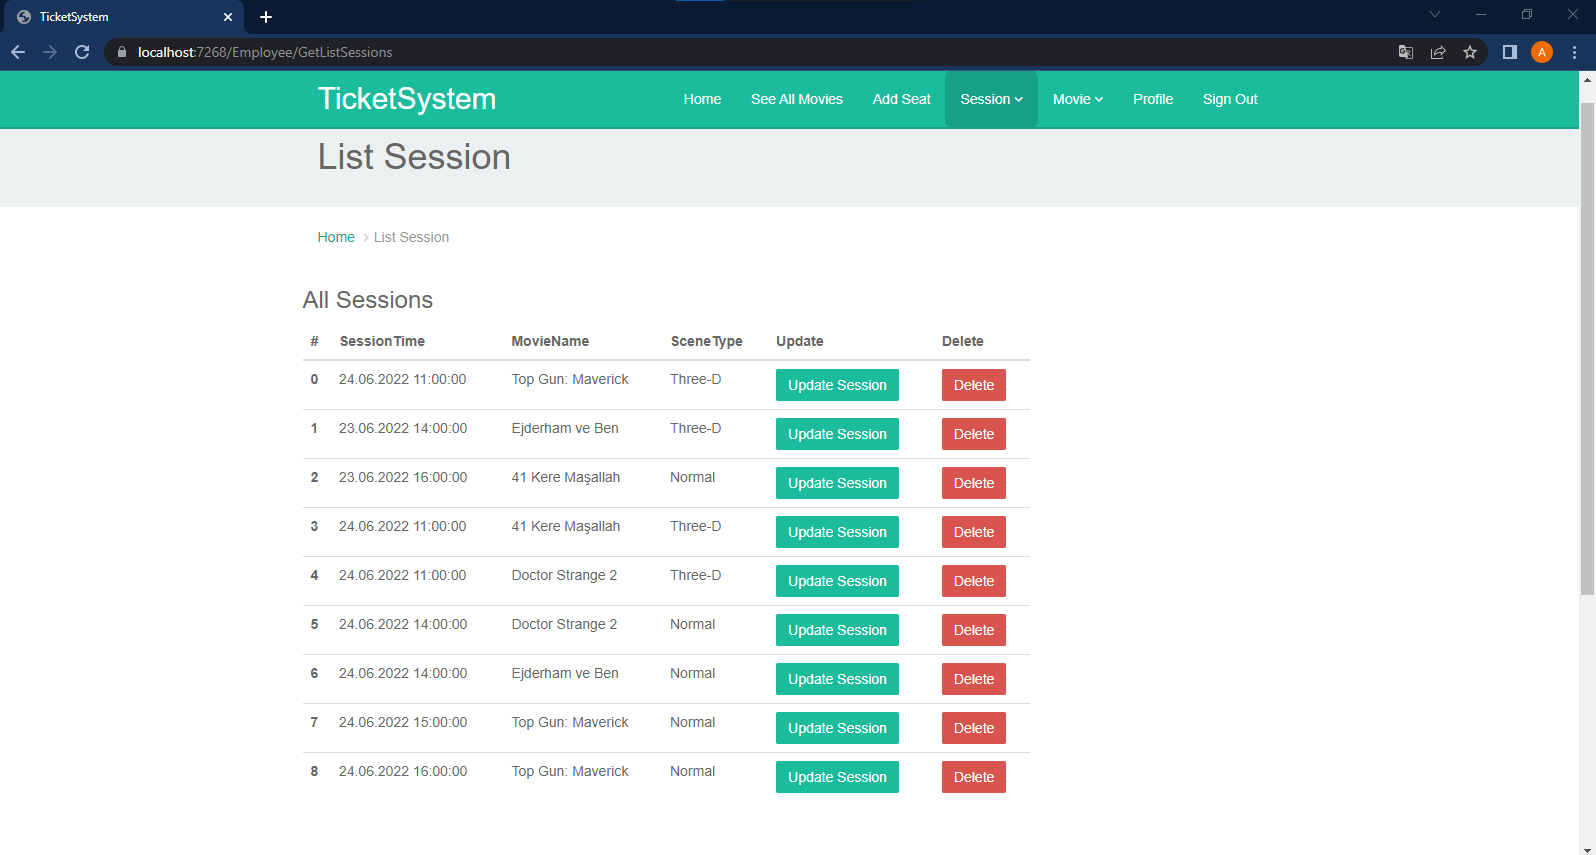 TicketSystem
localhost:7268/Employee/GetListSessions
A
TicketSystem Home See All Movies Add Seat Session Movie Profile Sign Out
List Session
Home List Session
All Sessions
# SessionTime MovieName SceneType Update Delete
0 24.06.2022 11:00:00 Top Gun: Maverick Three-D Update Session Delete
1 23.06.2022 14:00:00 Ejderham ve Ben Three-D Update Session Delete
2 23.06.2022 16:00:00 41 Kere Maşallah Normal Update Session Delete
3 24.06.2022 11:00:00 41 Kere Maşallah Three-D Update Session Delete
4 24.06.2022 11:00:00 Doctor Strange 2 Three-D Update Session Delete
5 24.06.2022 14:00:00 Doctor Strange 2 Normal Update Session Delete
6 24.06.2022 14:00:00 Ejderham ve Ben Normal Update Session Delete
7 24.06.2022 15:00:00 Top Gun: Maverick Normal Update Session Delete
8 24.06.2022 16:00:00 Top Gun: Maverick Normal Update Session Delete